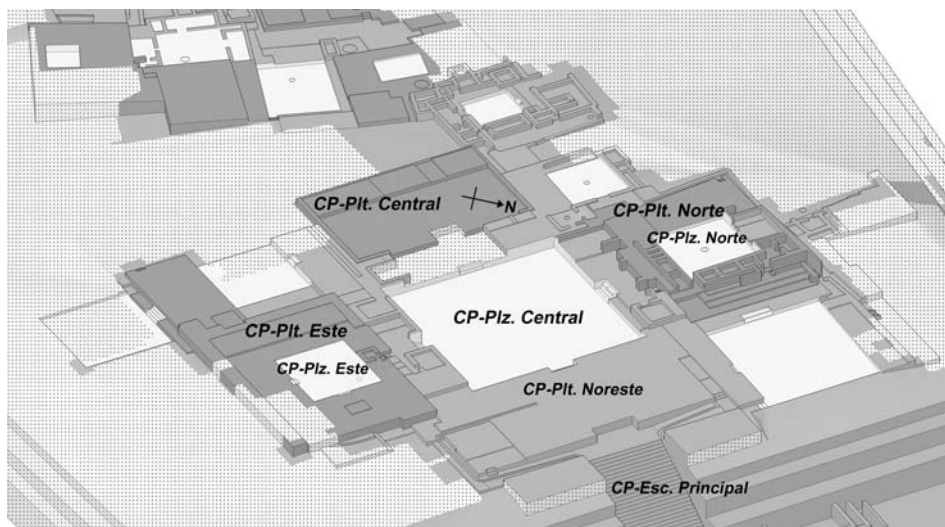 CP-Plt. Central
N
CP-Plt. Norte
CP-Plz. Norte
CP-Plz. Central
CP-Plt. Este
CP-Plz. Este
CP-Plt. Noreste
CP-Esc. Principal